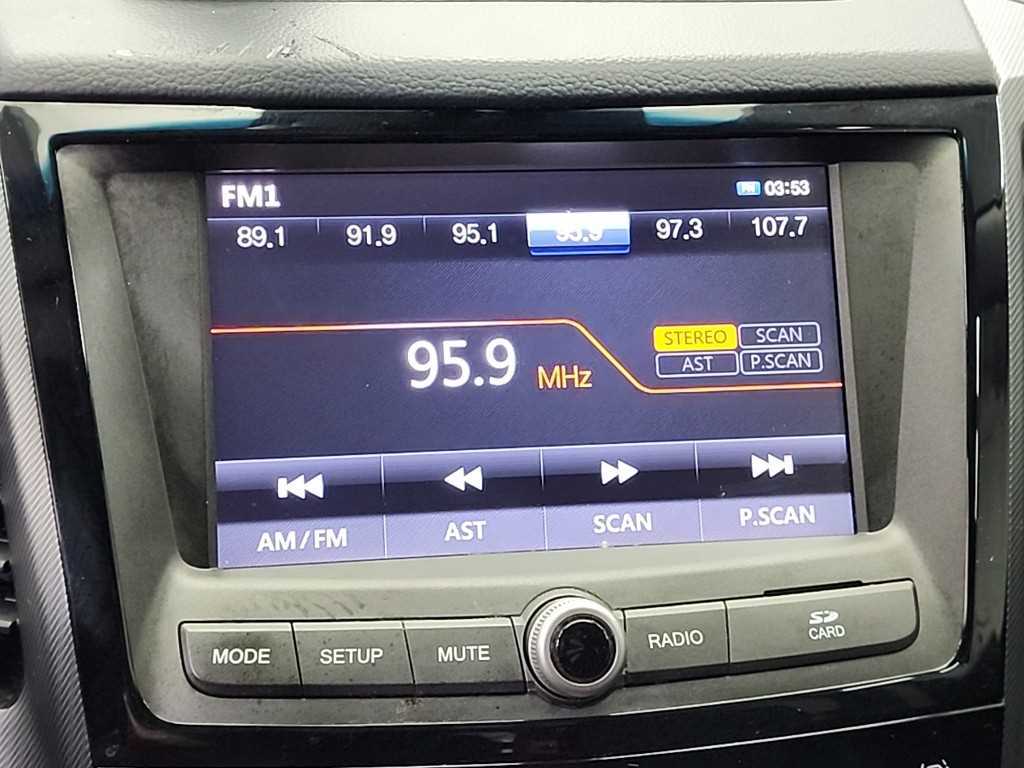 FM1 PM 03:53
89.1 91.9 95.1 95.9 97.3 107.7
95.9 MHz
STEREO SCAN
AST P.SCAN
AM/FM AST SCAN P.SCAN
MODE SETUP MUTE RADIO SD CARD